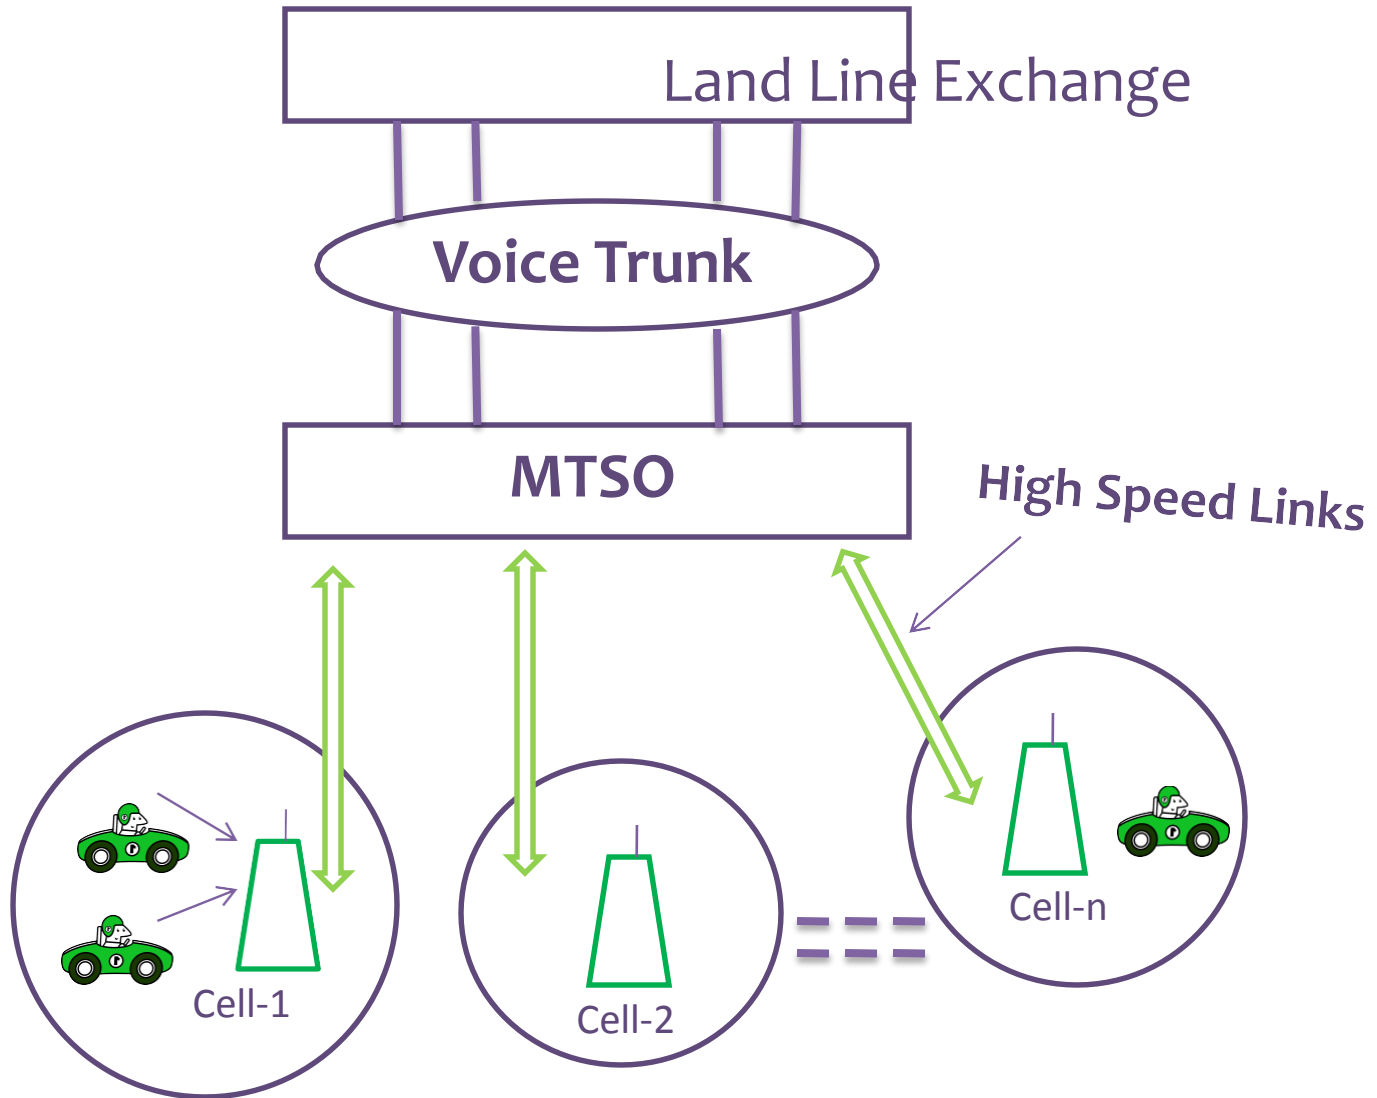 Land Line Exchange
Voice Trunk
MTSO
High Speed Links
Cell-n
Cell-1
Cell-2